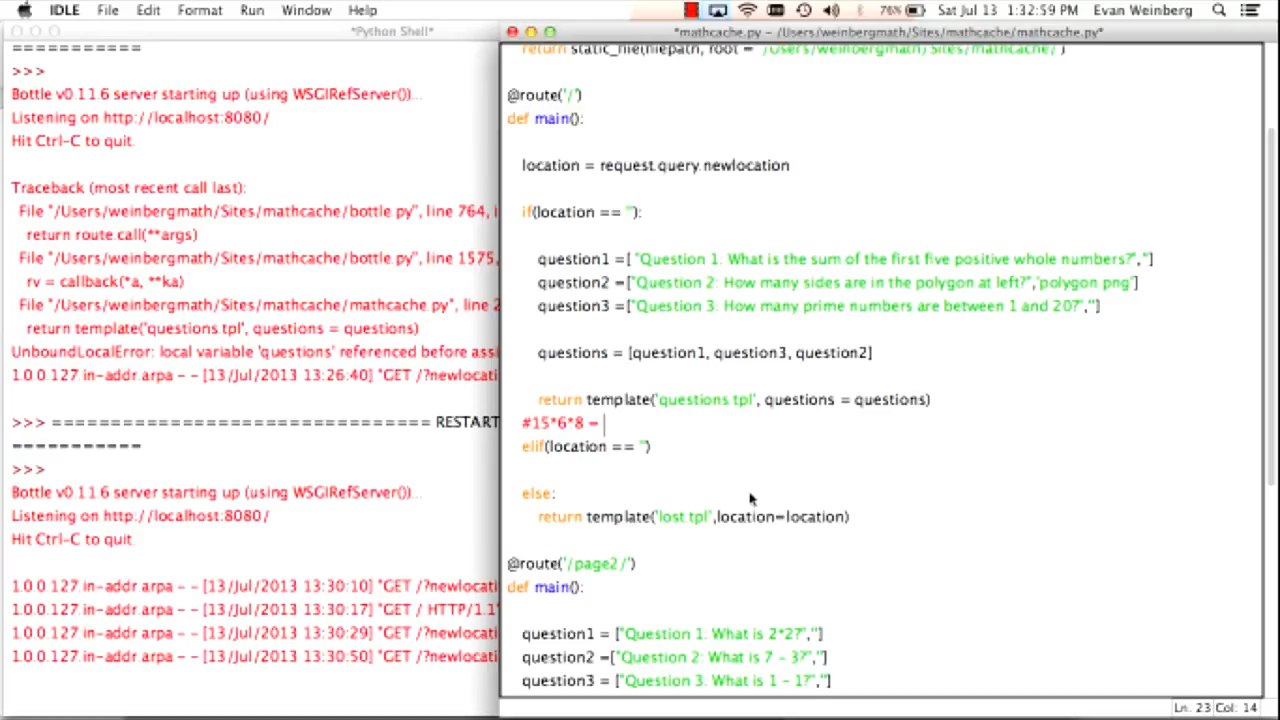 IDLE File Edit Format Run Window Help 76% Sat Jul 13 1:32:59 PM Evan Weinberg
*Python Shell*
===========
>>>
Bottle v0.11.6 server starting up (using WSGIRefServer())...
Listening on http://localhost:8080/
Hit Ctrl-C to quit.
Traceback (most recent call last):
File "/Users/weinbergmath/Sites/mathcache/bottle.py", line 764, i
return route.call(**args)
File "/Users/weinbergmath/Sites/mathcache/bottle.py", line 1575,
rv = callback(*a, **ka)
File "/Users/weinbergmath/Sites/mathcache/mathcache.py", line 2
return template('questions.tpl', questions = questions)
UnboundLocalError: local variable 'questions' referenced before assi
1.0.0.127.in-addr.arpa - - [13/Jul/2013 13:26:40] "GET /?newlocati
>>> ================================ RESTART
===========
>>>
Bottle v0.11.6 server starting up (using WSGIRefServer())...
Listening on http://localhost:8080/
Hit Ctrl-C to quit.
1.0.0.127.in-addr.arpa - - [13/Jul/2013 13:30:10] "GET /?newlocati
1.0.0.127.in-addr.arpa - - [13/Jul/2013 13:30:17] "GET / HTTP/1.1"
1.0.0.127.in-addr.arpa - - [13/Jul/2013 13:30:29] "GET /?newlocati
1.0.0.127.in-addr.arpa - - [13/Jul/2013 13:30:50] "GET /?newlocati
*mathcache.py - /Users/weinbergmath/Sites/mathcache/mathcache.py*
return static_file(filepath, root = '/Users/weinbergmath/Sites/mathcache/')
@route('/')
def main():
location = request.query.newlocation
if(location == ''):
question1 =[ "Question 1. What is the sum of the first five positive whole numbers?",'']
question2 =["Question 2: How many sides are in the polygon at left?",'polygon.png']
question3 =["Question 3: How many prime numbers are between 1 and 20?",'']
questions = [question1, question3, question2]
return template('questions.tpl', questions = questions)
#15*6*8 =
elif(location == '')
else:
return template('lost.tpl',location=location)
@route('/page2/')
def main():
question1 = ["Question 1. What is 2*2?",'']
question2 =["Question 2: What is 7 - 3?",'']
question3 = ["Question 3. What is 1 - 1?",'']
Ln: 23 Col: 14